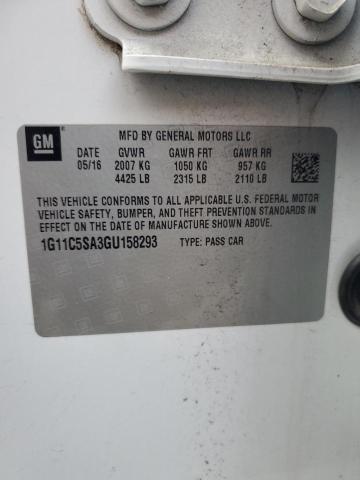 GM
MFD BY GENERAL MOTORS LLC
DATE GVWR GAWR FRT GAWR RR
05/16 2007 KG 1050 KG 957 KG
4425 LB 2315 LB 2110 LB
THIS VEHICLE CONFORMS TO ALL APPLICABLE U.S. FEDERAL MOTOR
VEHICLE SAFETY, BUMPER, AND THEFT PREVENTION STANDARDS IN
EFFECT ON THE DATE OF MANUFACTURE SHOWN ABOVE.
1G11C5SA3GU158293 TYPE: PASS CAR